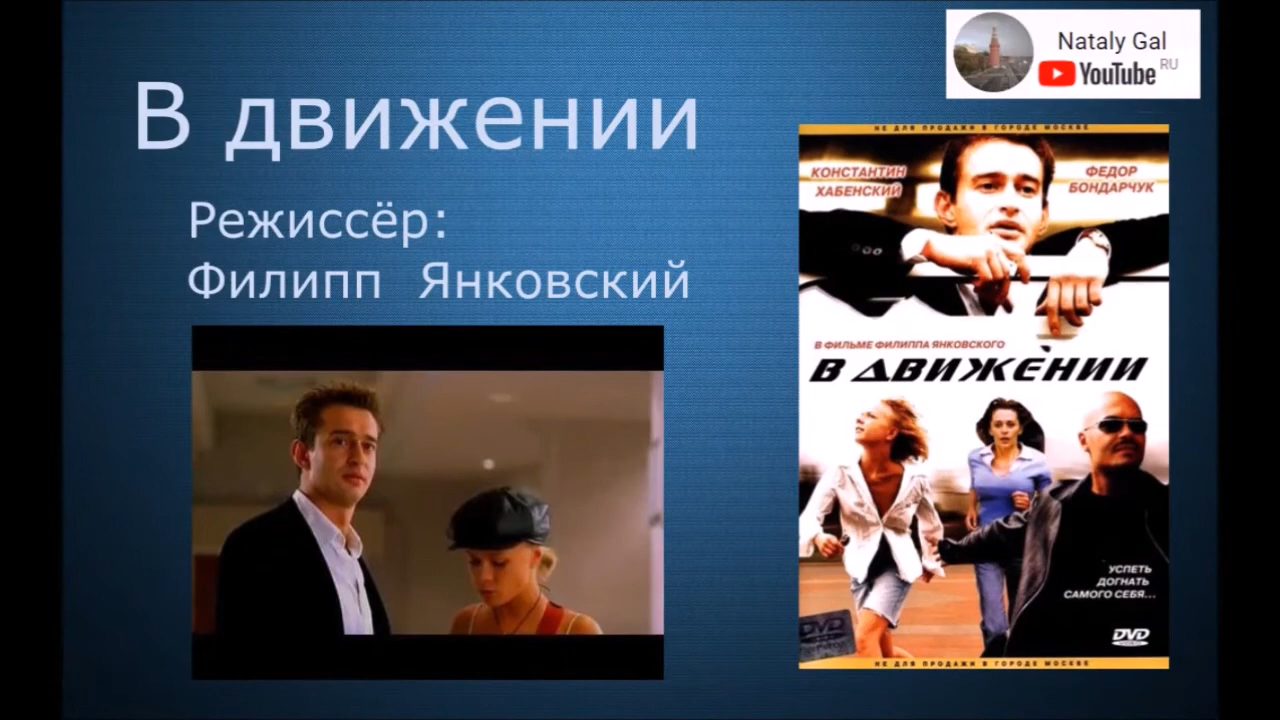 Nataly Gal
YouTube RU
В движении
Режиссёр:
Филипп Янковский
НЕ ДЛЯ ПРОДАЖИ В ГОРОДЕ МОСКВЕ
КОНСТАНТИН
ХАБЕНСКИЙ
ФЕДОР
БОНДАРЧУК
В ФИЛЬМЕ ФИЛИППА ЯНКОВСКОГО
В ДВИЖЕНИИ
УСПЕТЬ
ДОГНАТЬ
САМОГО СЕБЯ...
DVD
DVD
НЕ ДЛЯ ПРОДАЖИ В ГОРОДЕ МОСКВЕ